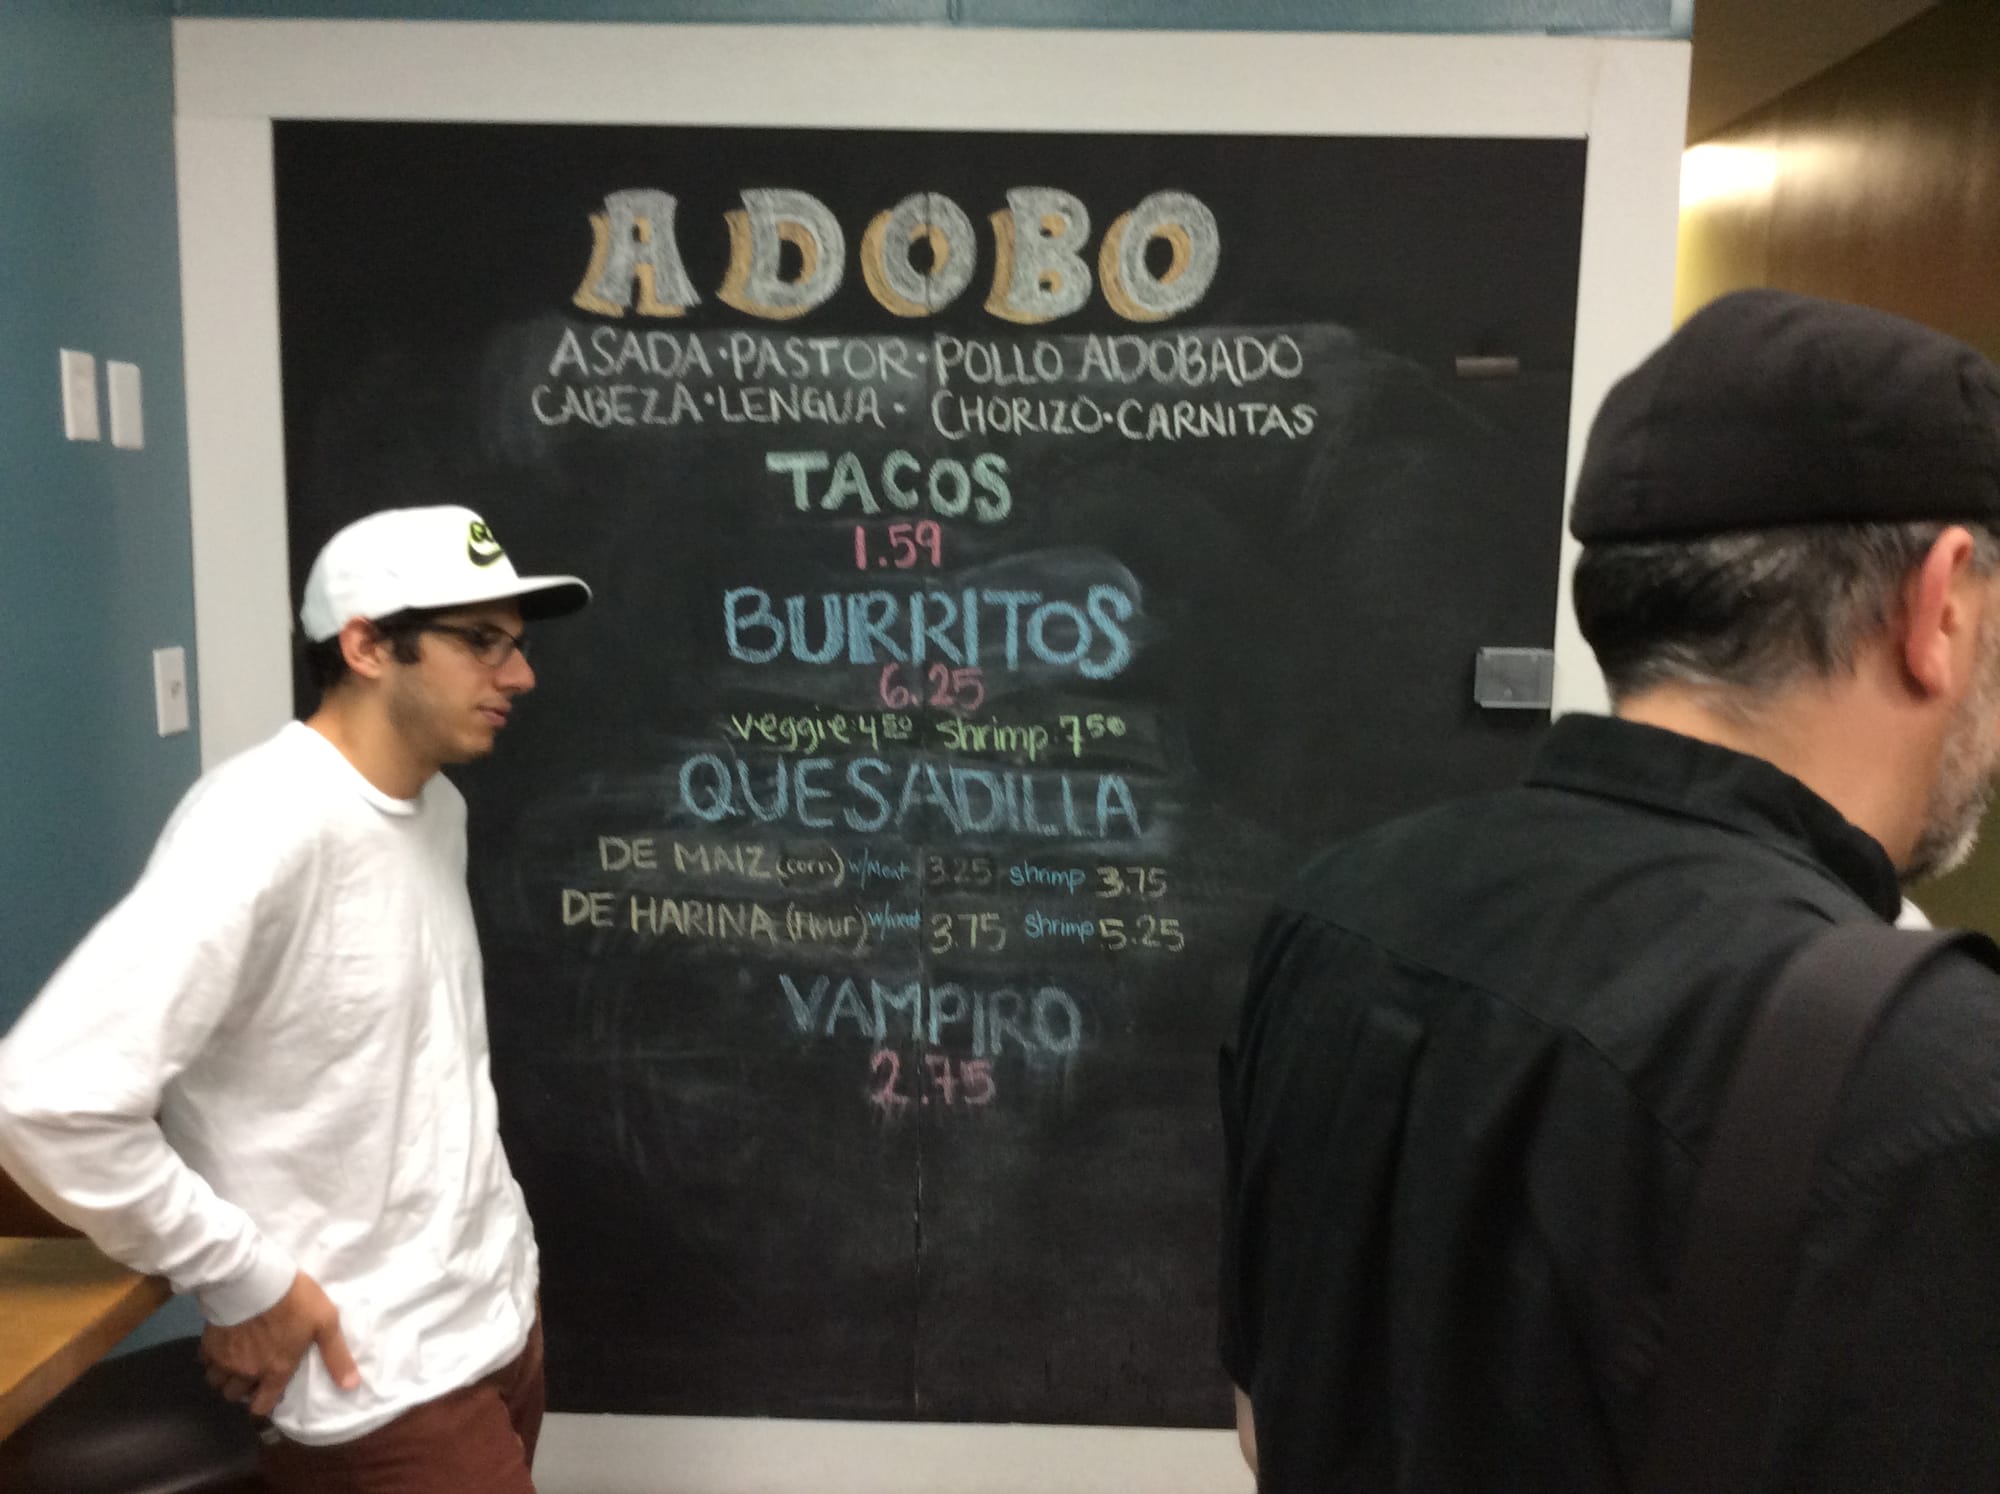 ADOBO
ASADA·PASTOR·POLLO ADOBADO
CABEZA·LENGUA· CHORIZO·CARNITAS
TACOS
1.59
BURRITOS
6.25
veggie 4 50 shrimp 7 50
QUESADILLA
DE MAIZ (corn) w/meat 3.25 shrimp 3.75
DE HARINA (flour) w/meat 3.75 shrimp 5.25
VAMPIRO
2.75